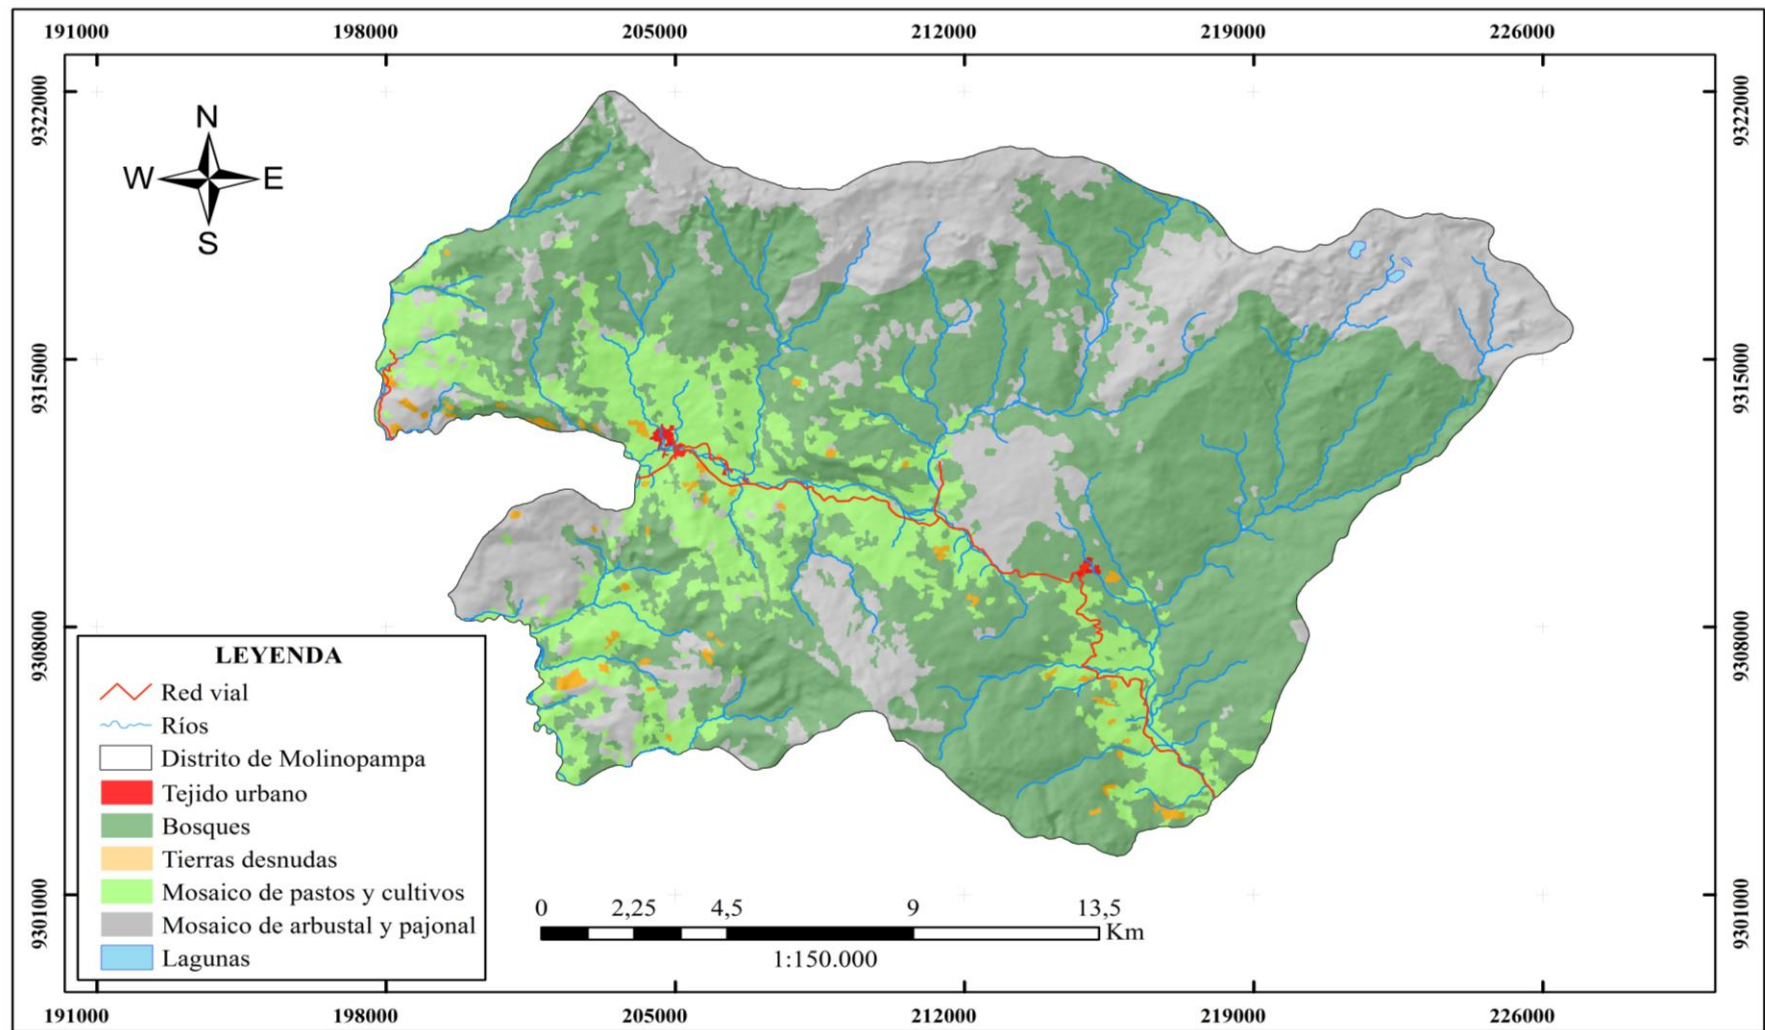 191000 198000 205000 212000 219000 226000
9322000 9322000
N
W E
S
9315000 9315000
9308000 9308000
LEYENDA
Red vial
Ríos
Distrito de Molinopampa
Tejido urbano
Bosques
Tierras desnudas
Mosaico de pastos y cultivos
Mosaico de arbustal y pajonal
Lagunas
9301000 9301000
0 2,25 4,5 9 13,5
Km
1:150.000
191000 198000 205000 212000 219000 226000